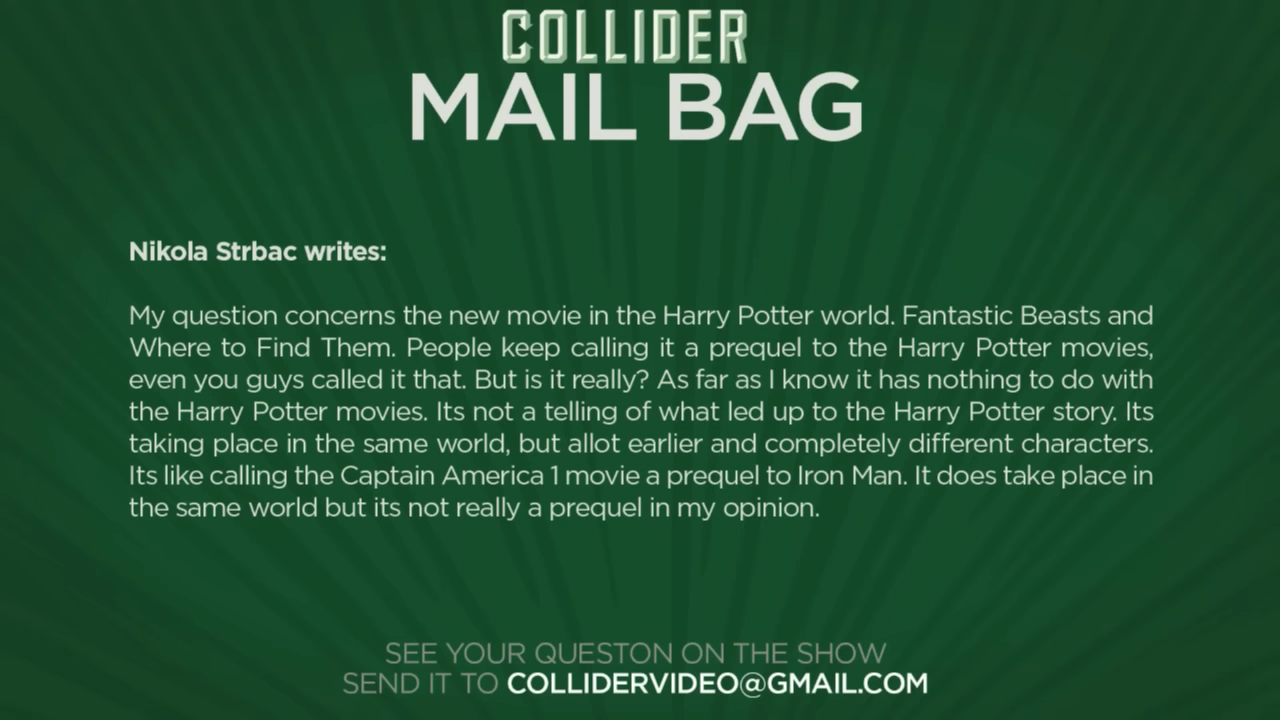 COLLIDER
MAIL BAG
Nikola Strbac writes:
My question concerns the new movie in the Harry Potter world. Fantastic Beasts and
Where to Find Them. People keep calling it a prequel to the Harry Potter movies,
even you guys called it that. But is it really? As far as I know it has nothing to do with
the Harry Potter movies. Its not a telling of what led up to the Harry Potter story. Its
taking place in the same world, but allot earlier and completely different characters.
Its like calling the Captain America 1 movie a prequel to Iron Man. It does take place in
the same world but its not really a prequel in my opinion.
SEE YOUR QUESTON ON THE SHOW
SEND IT TO COLLIDERVIDEO@GMAIL.COM